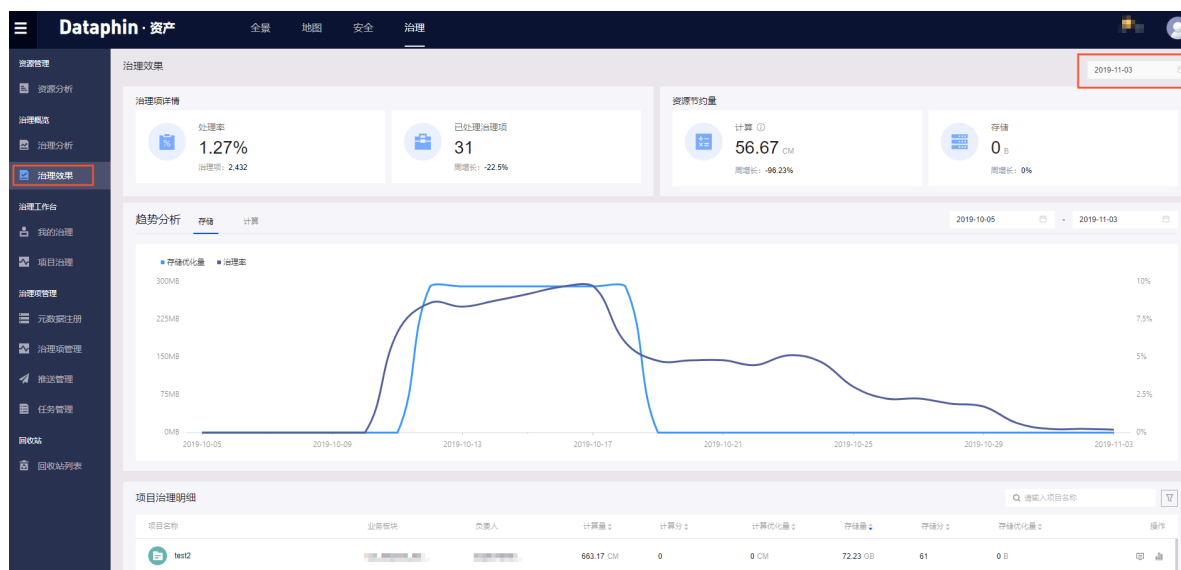 Dataphin · 资产 全景 地图 安全 治理
资源管理
资源分析
治理概览
治理分析
治理效果
治理工作台
我的治理
项目治理
治理项管理
元数据注册
治理项管理
推送管理
任务管理
回收站
回收站列表
治理效果 2019-11-03
治理项详情
处理率
1.27%
治理项: 2,432
已处理治理项
31
周增长: -22.5%
资源节约量
计算
56.67 CM
周增长: -96.23%
存储
0 B
周增长: 0%
趋势分析 存储 计算 2019-10-05 - 2019-11-03
存储优化量 治理率
300MB 10%
225MB 7.5%
150MB 5%
75MB 2.5%
0MB 0%
2019-10-05 2019-10-09 2019-10-13 2019-10-17 2019-10-21 2019-10-25 2019-10-29 2019-11-03
项目治理明细 请输入项目名称
项目名称 业务板块 负责人 计算量 计算分 计算优化量 存储量 存储分 存储优化量 操作
test2 663.17 CM 0 0 CM 72.23 GB 61 0 B